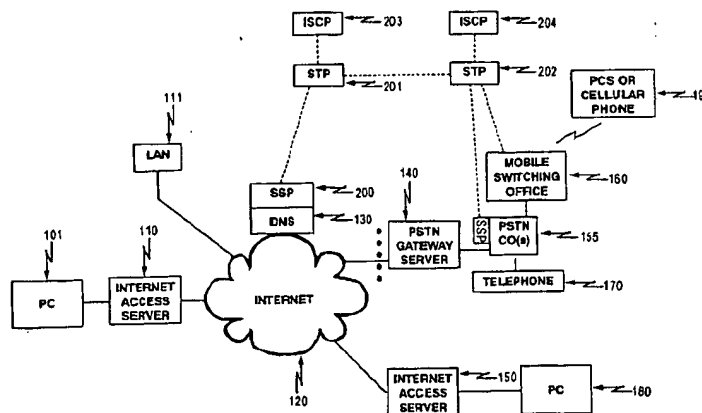 ISCP
203
ISCP
204
STP
201
STP
202
PCS OR
CELLULAR
PHONE
111
LAN
SSP
200
DNS
130
140
MOBILE
SWITCHING
OFFICE
160
PSTN
GATEWAY
SERVER
SSP
PSTN
CO(s)
155
TELEPHONE
170
101
110
PC
INTERNET
ACCESS
SERVER
INTERNET
120
INTERNET
ACCESS
SERVER
150
PC
180